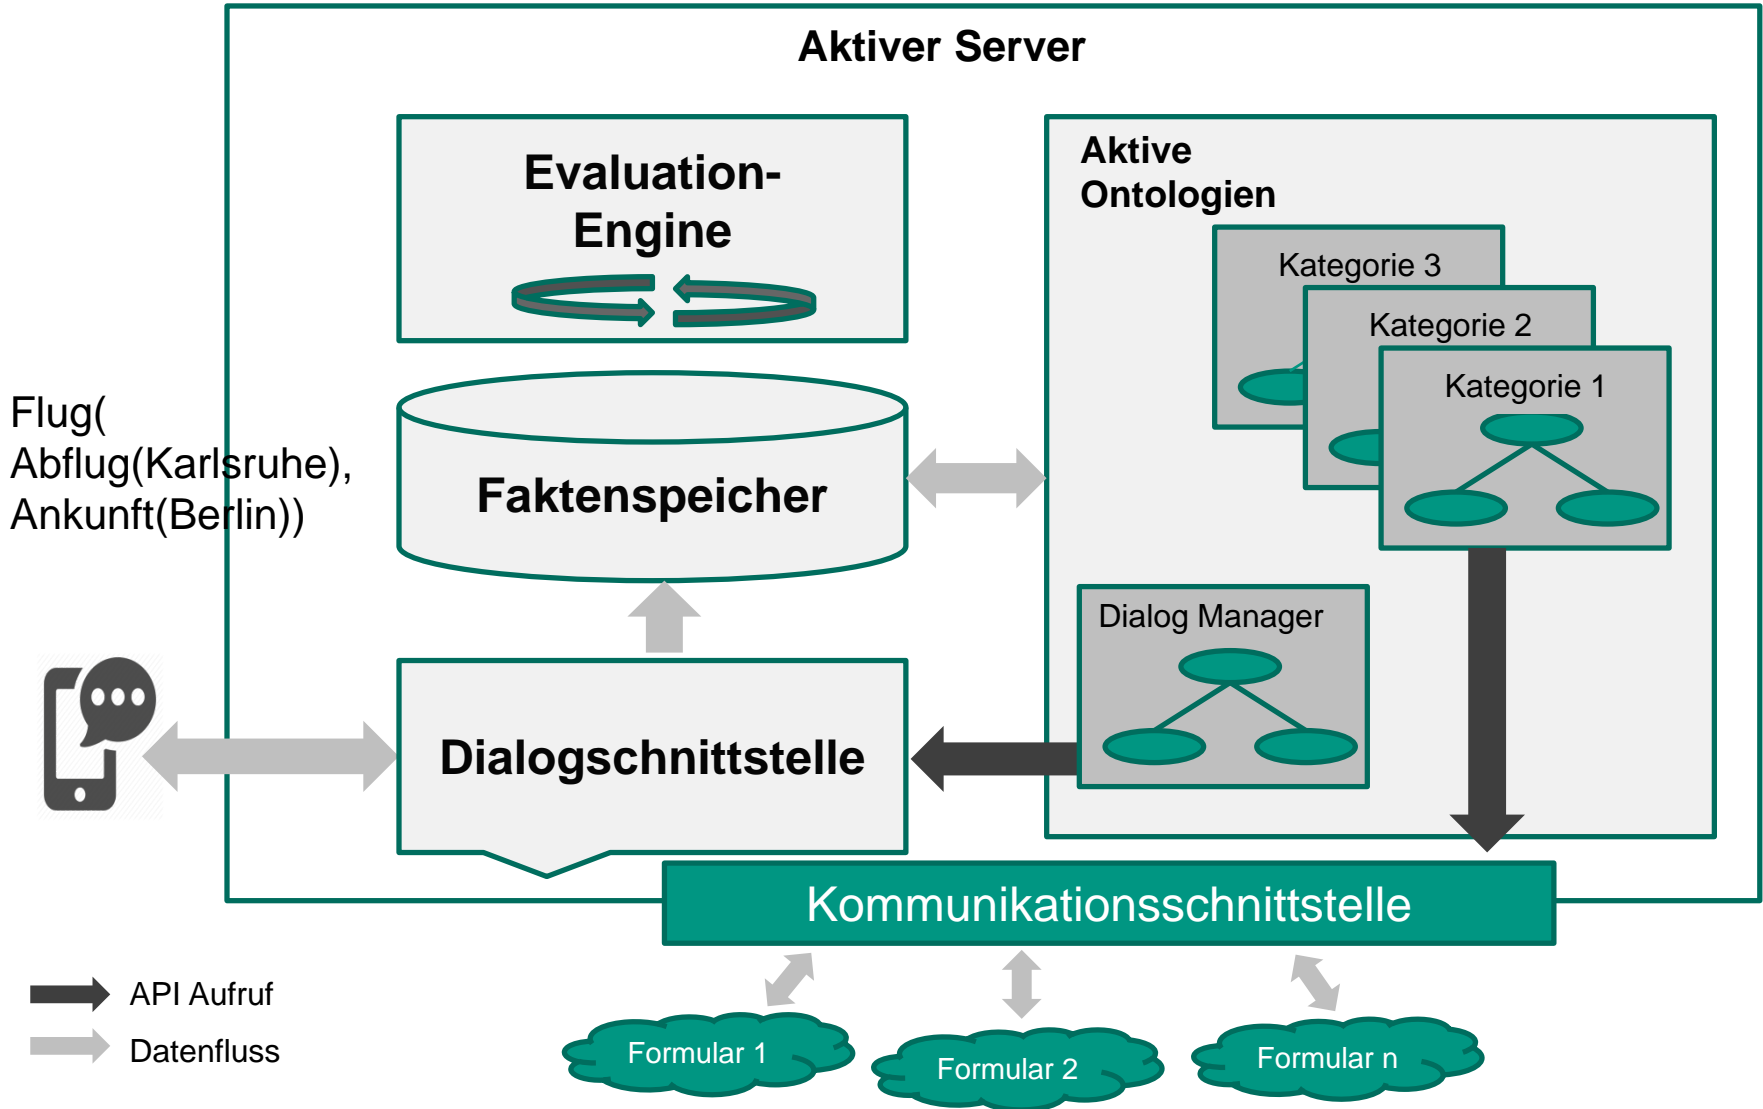 Aktiver Server
Evaluation-
Engine
Aktive
Ontologien
Kategorie 3
Kategorie 2
Kategorie 1
Flug(
Abflug(Karlsruhe),
Ankunft(Berlin))
Faktenspeicher
Dialog Manager
Dialogschnittstelle
Kommunikationsschnittstelle
API Aufruf
Datenfluss
Formular 1
Formular 2
Formular n